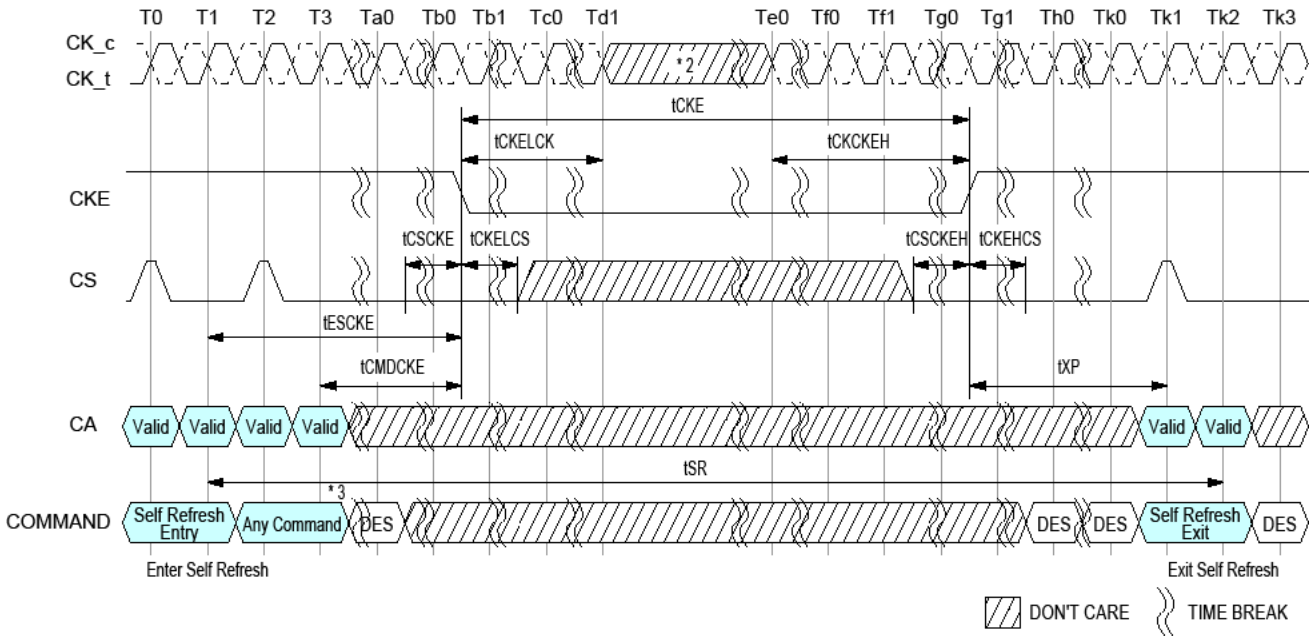 T0 T1 T2 T3 Ta0 Tb0 Tb1 Tc0 Td1 Te0 Tf0 Tf1 Tg0 Tg1 Th0 Tk0 Tk1 Tk2 Tk3
CK_c
CK_t
* 2
tCKE
tCKELCK tCKCKEH
CKE
tCSCKE tCKELCS tCSCKEH tCKEHCS
CS
tESCKE
tCMDCKE tXP
CA Valid Valid Valid Valid Valid Valid
tSR
* 3
COMMAND Self Refresh Entry Any Command DES DES DES Self Refresh Exit DES
Enter Self Refresh Exit Self Refresh
DON'T CARE TIME BREAK